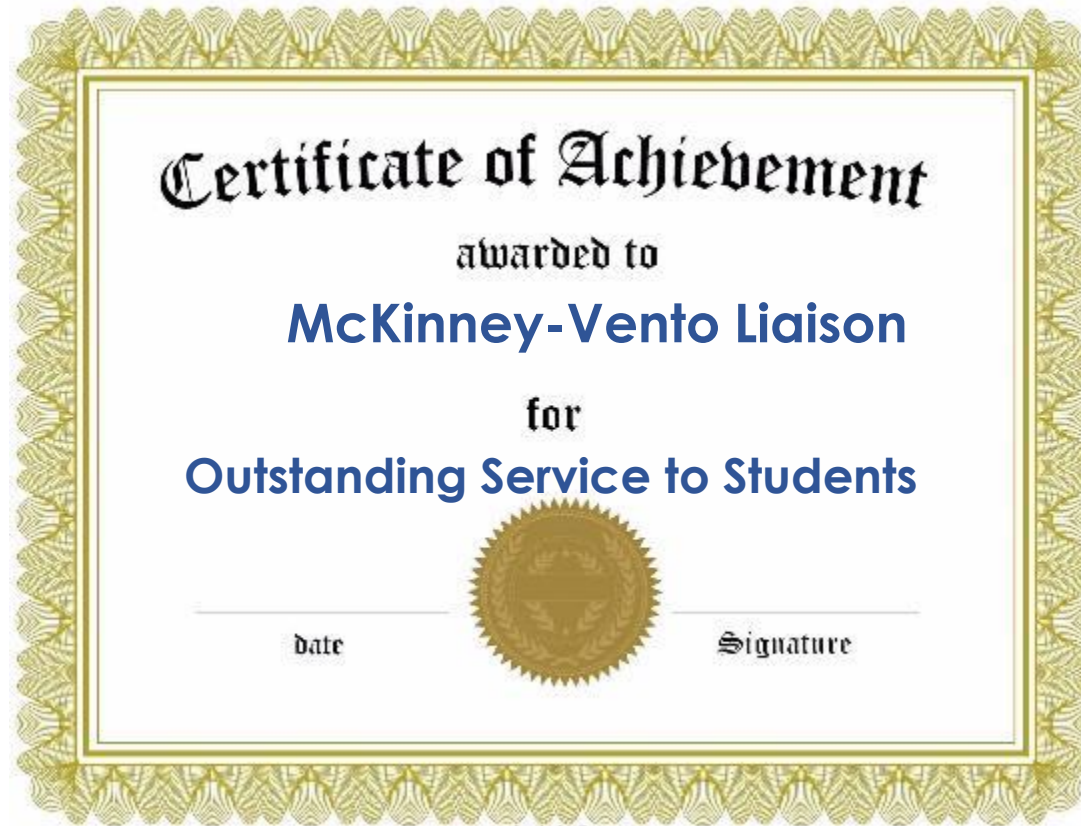 Certificate of Achievement
awarded to
McKinney-Vento Liaison
for
Outstanding Service to Students
date
Signature